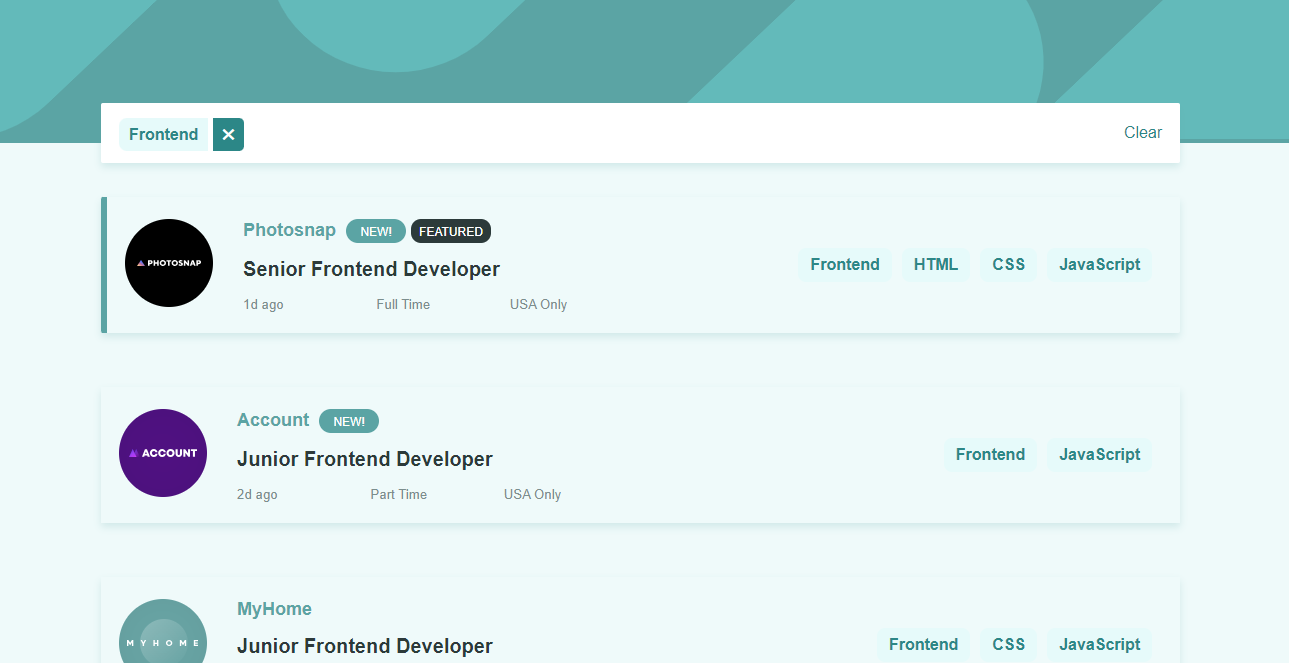 Frontend ✕ Clear
PHOTOSNAP
Photosnap NEW! FEATURED
Senior Frontend Developer
1d ago Full Time USA Only
Frontend HTML CSS JavaScript
ACCOUNT
Account NEW!
Junior Frontend Developer
2d ago Part Time USA Only
Frontend JavaScript
MYHOME
MyHome
Junior Frontend Developer
Frontend CSS JavaScript